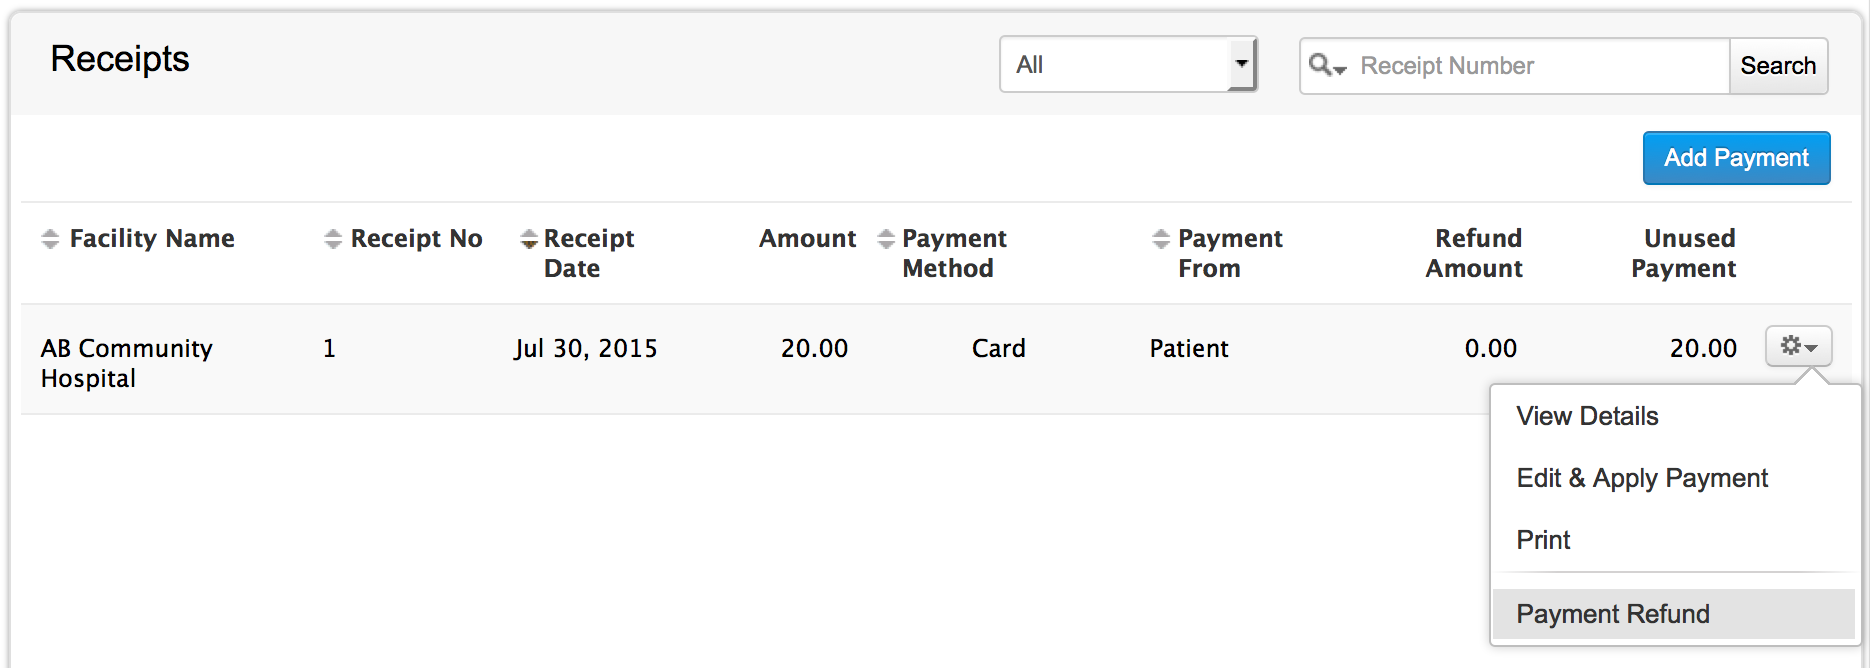 Receipts
All
Receipt Number
Search
Add Payment
Facility Name Receipt No Receipt Date Amount Payment Method Payment From Refund Amount Unused Payment
AB Community Hospital 1 Jul 30, 2015 20.00 Card Patient 0.00 20.00
View Details
Edit & Apply Payment
Print
Payment Refund